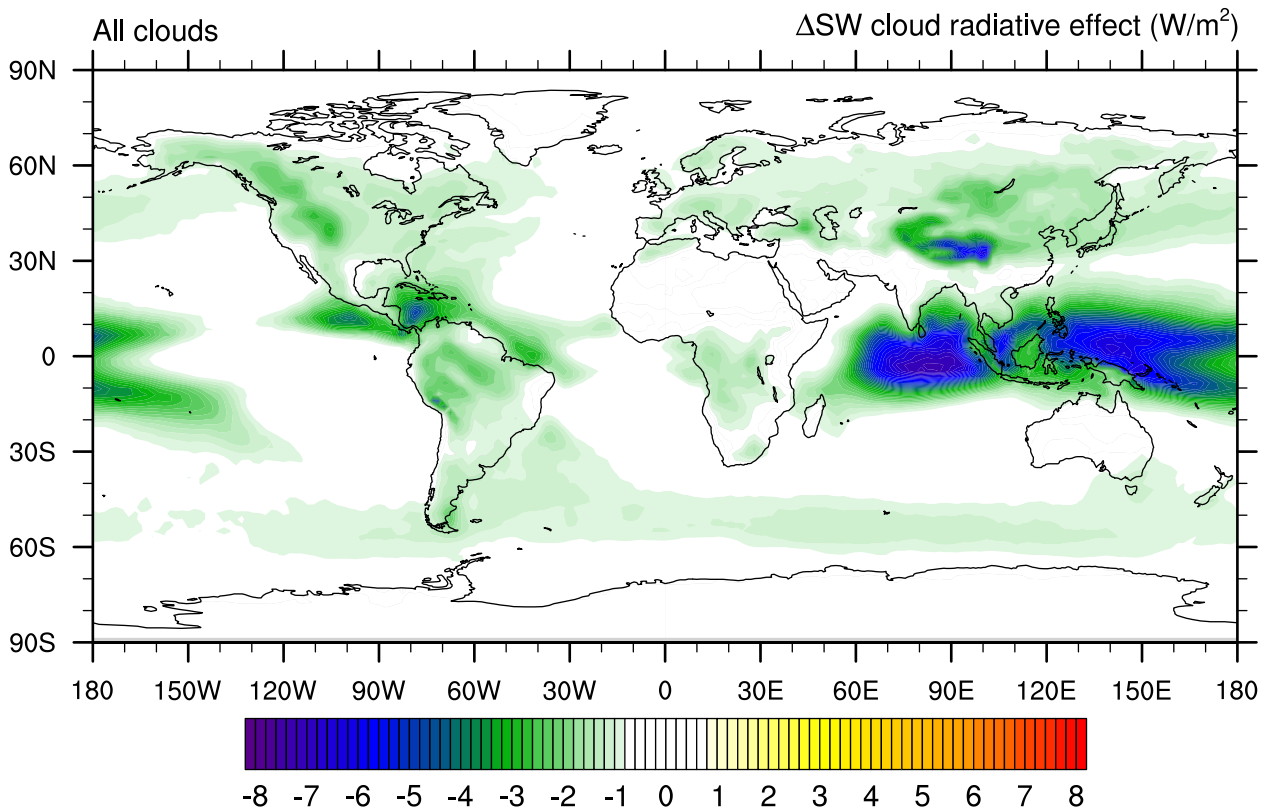 All clouds ΔSW cloud radiative effect (W/m²)
90N
60N
30N
0
30S
60S
90S
180 150W 120W 90W 60W 30W 0 30E 60E 90E 120E 150E 180
-8 -7 -6 -5 -4 -3 -2 -1 0 1 2 3 4 5 6 7 8